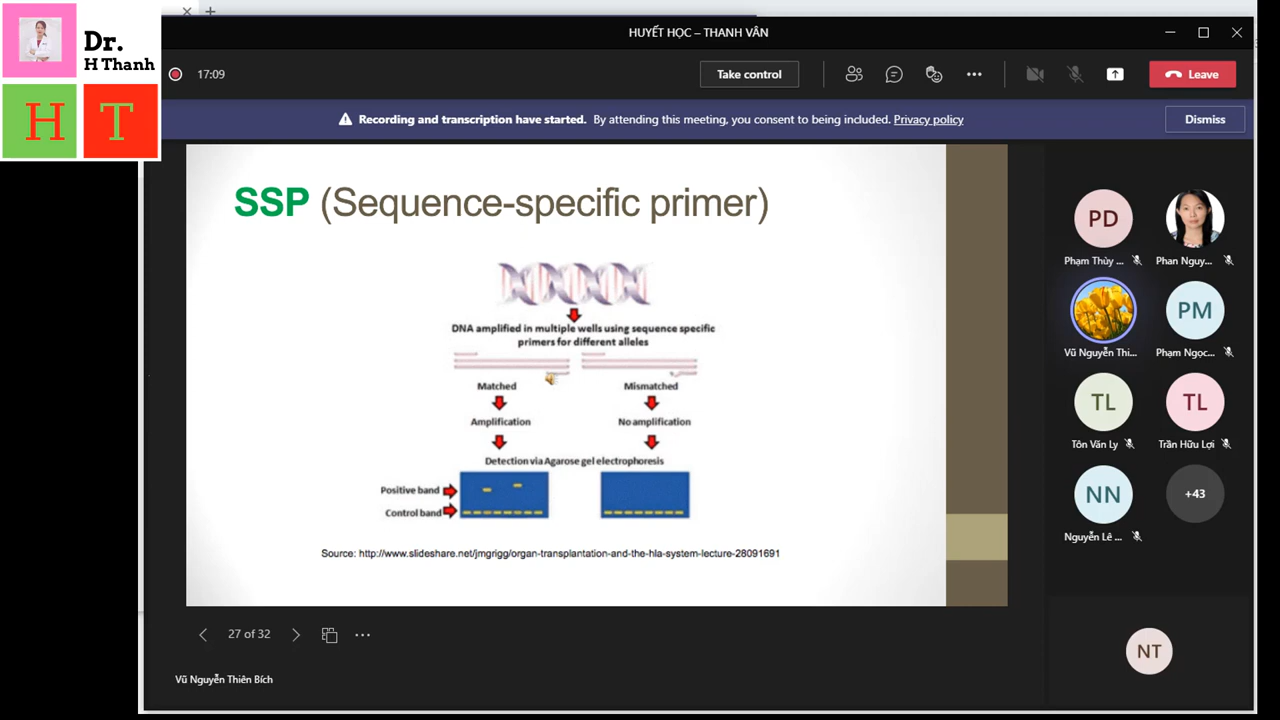 Dr.
H Thanh
H T
HUYẾT HỌC – THANH VÂN
17:09
Take control
Leave
Recording and transcription have started. By attending this meeting, you consent to being included. Privacy policy
Dismiss
SSP (Sequence-specific primer)
DNA amplified in multiple wells using sequence specific
primers for different alleles
Matched
Mismatched
Amplification
No amplification
Detection via Agarose gel electrophoresis
Positive band
Control band
Source: http://www.slideshare.net/jmgrigg/organ-transplantation-and-the-hla-system-lecture-28091691
PD
Phạm Thùy ...
Phan Nguy...
Vũ Nguyễn Thi...
PM
Phạm Ngọc...
TL
Tôn Văn Ly
TL
Trần Hữu Lợi
NN
Nguyễn Lê ...
+43
NT
27 of 32
Vũ Nguyễn Thiên Bích